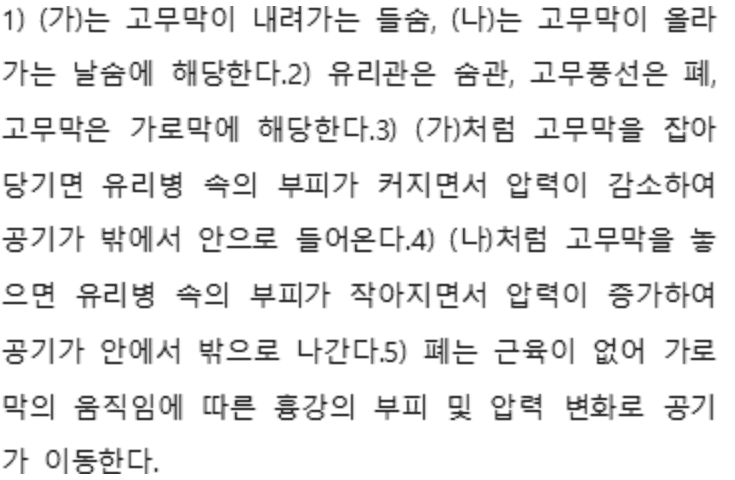 1) (가)는 고무막이 내려가는 들숨, (나)는 고무막이 올라
가는 날숨에 해당한다.2) 유리관은 숨관, 고무풍선은 폐,
고무막은 가로막에 해당한다.3) (가)처럼 고무막을 잡아
당기면 유리병 속의 부피가 커지면서 압력이 감소하여
공기가 밖에서 안으로 들어온다.4) (나)처럼 고무막을 놓
으면 유리병 속의 부피가 작아지면서 압력이 증가하여
공기가 안에서 밖으로 나간다.5) 폐는 근육이 없어 가로
막의 움직임에 따른 흉강의 부피 및 압력 변화로 공기
가 이동한다.